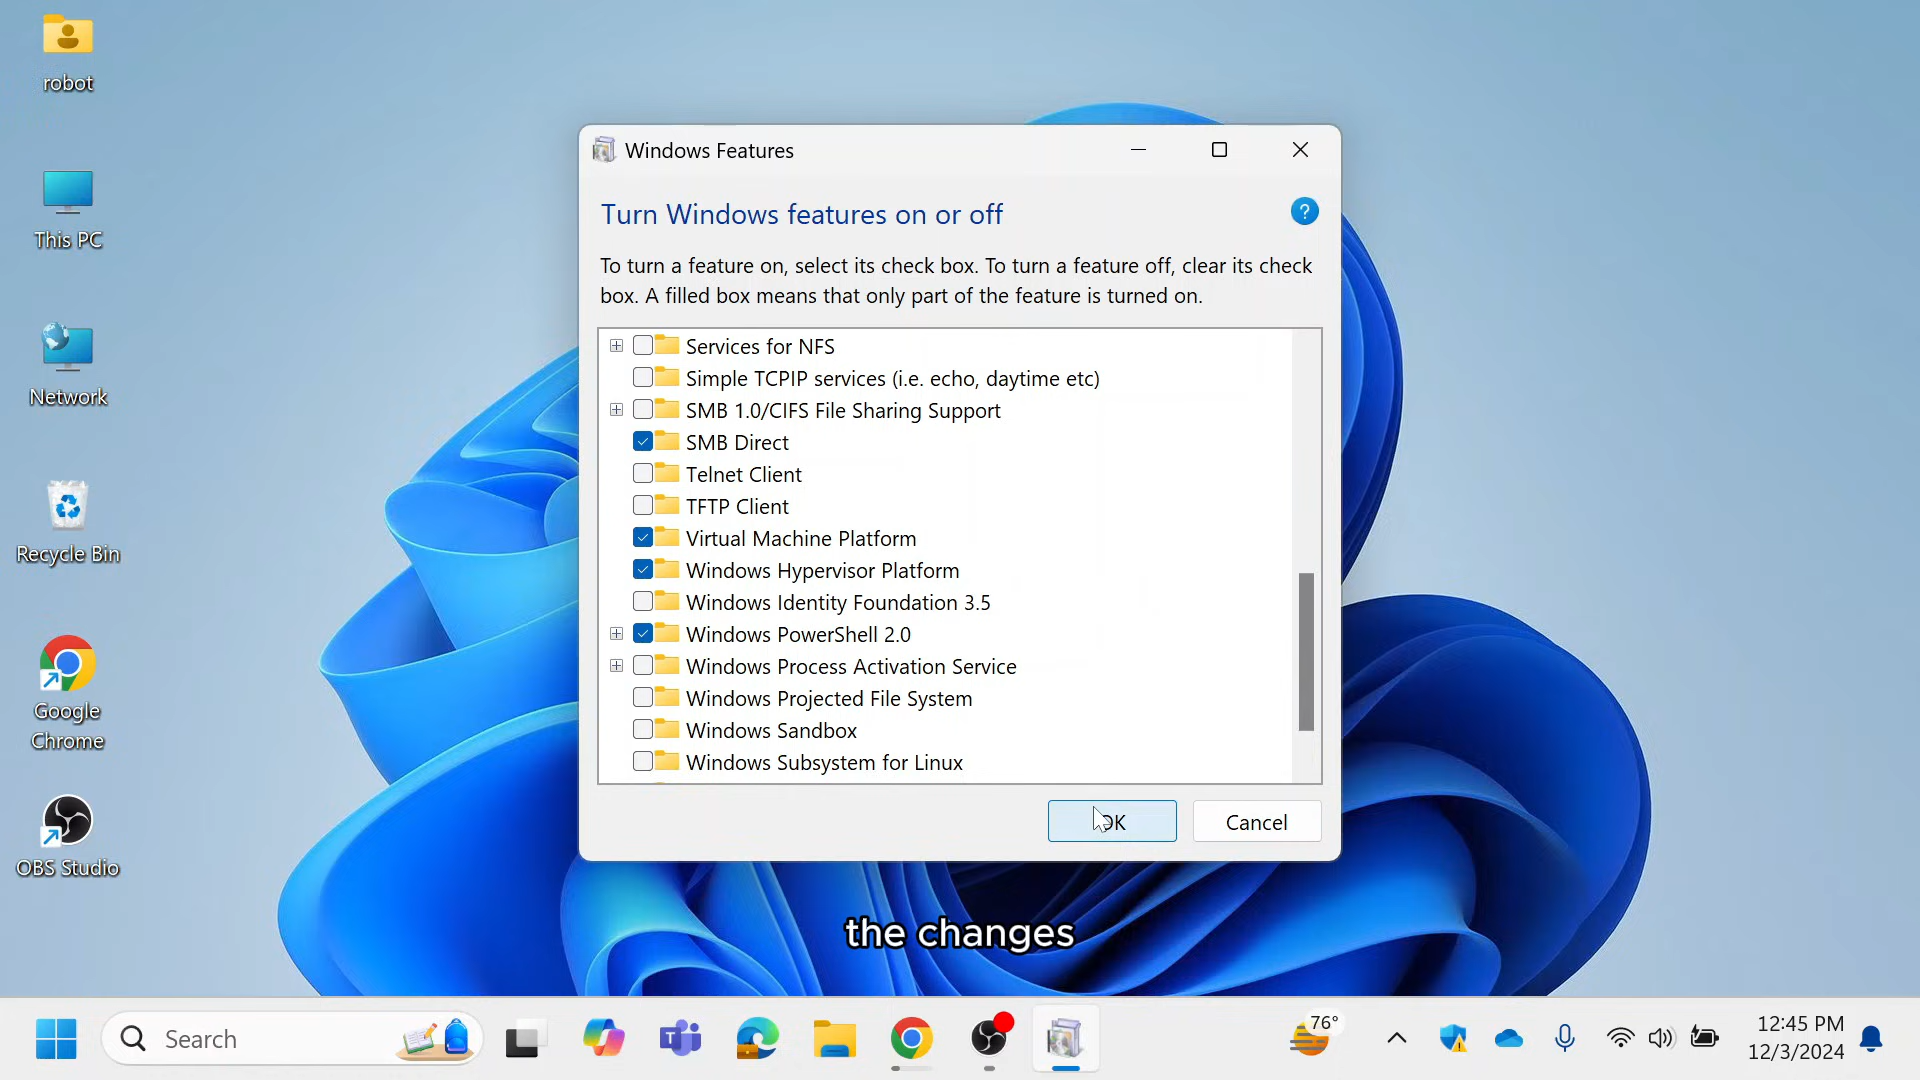 robot
This PC
Network
Recycle Bin
Google
Chrome
OBS Studio
Windows Features
Turn Windows features on or off
?
To turn a feature on, select its check box. To turn a feature off, clear its check
box. A filled box means that only part of the feature is turned on.
Services for NFS
Simple TCPIP services (i.e. echo, daytime etc)
SMB 1.0/CIFS File Sharing Support
SMB Direct
Telnet Client
TFTP Client
Virtual Machine Platform
Windows Hypervisor Platform
Windows Identity Foundation 3.5
Windows PowerShell 2.0
Windows Process Activation Service
Windows Projected File System
Windows Sandbox
Windows Subsystem for Linux
OK
Cancel
the changes
Search
76°
12:45 PM
12/3/2024